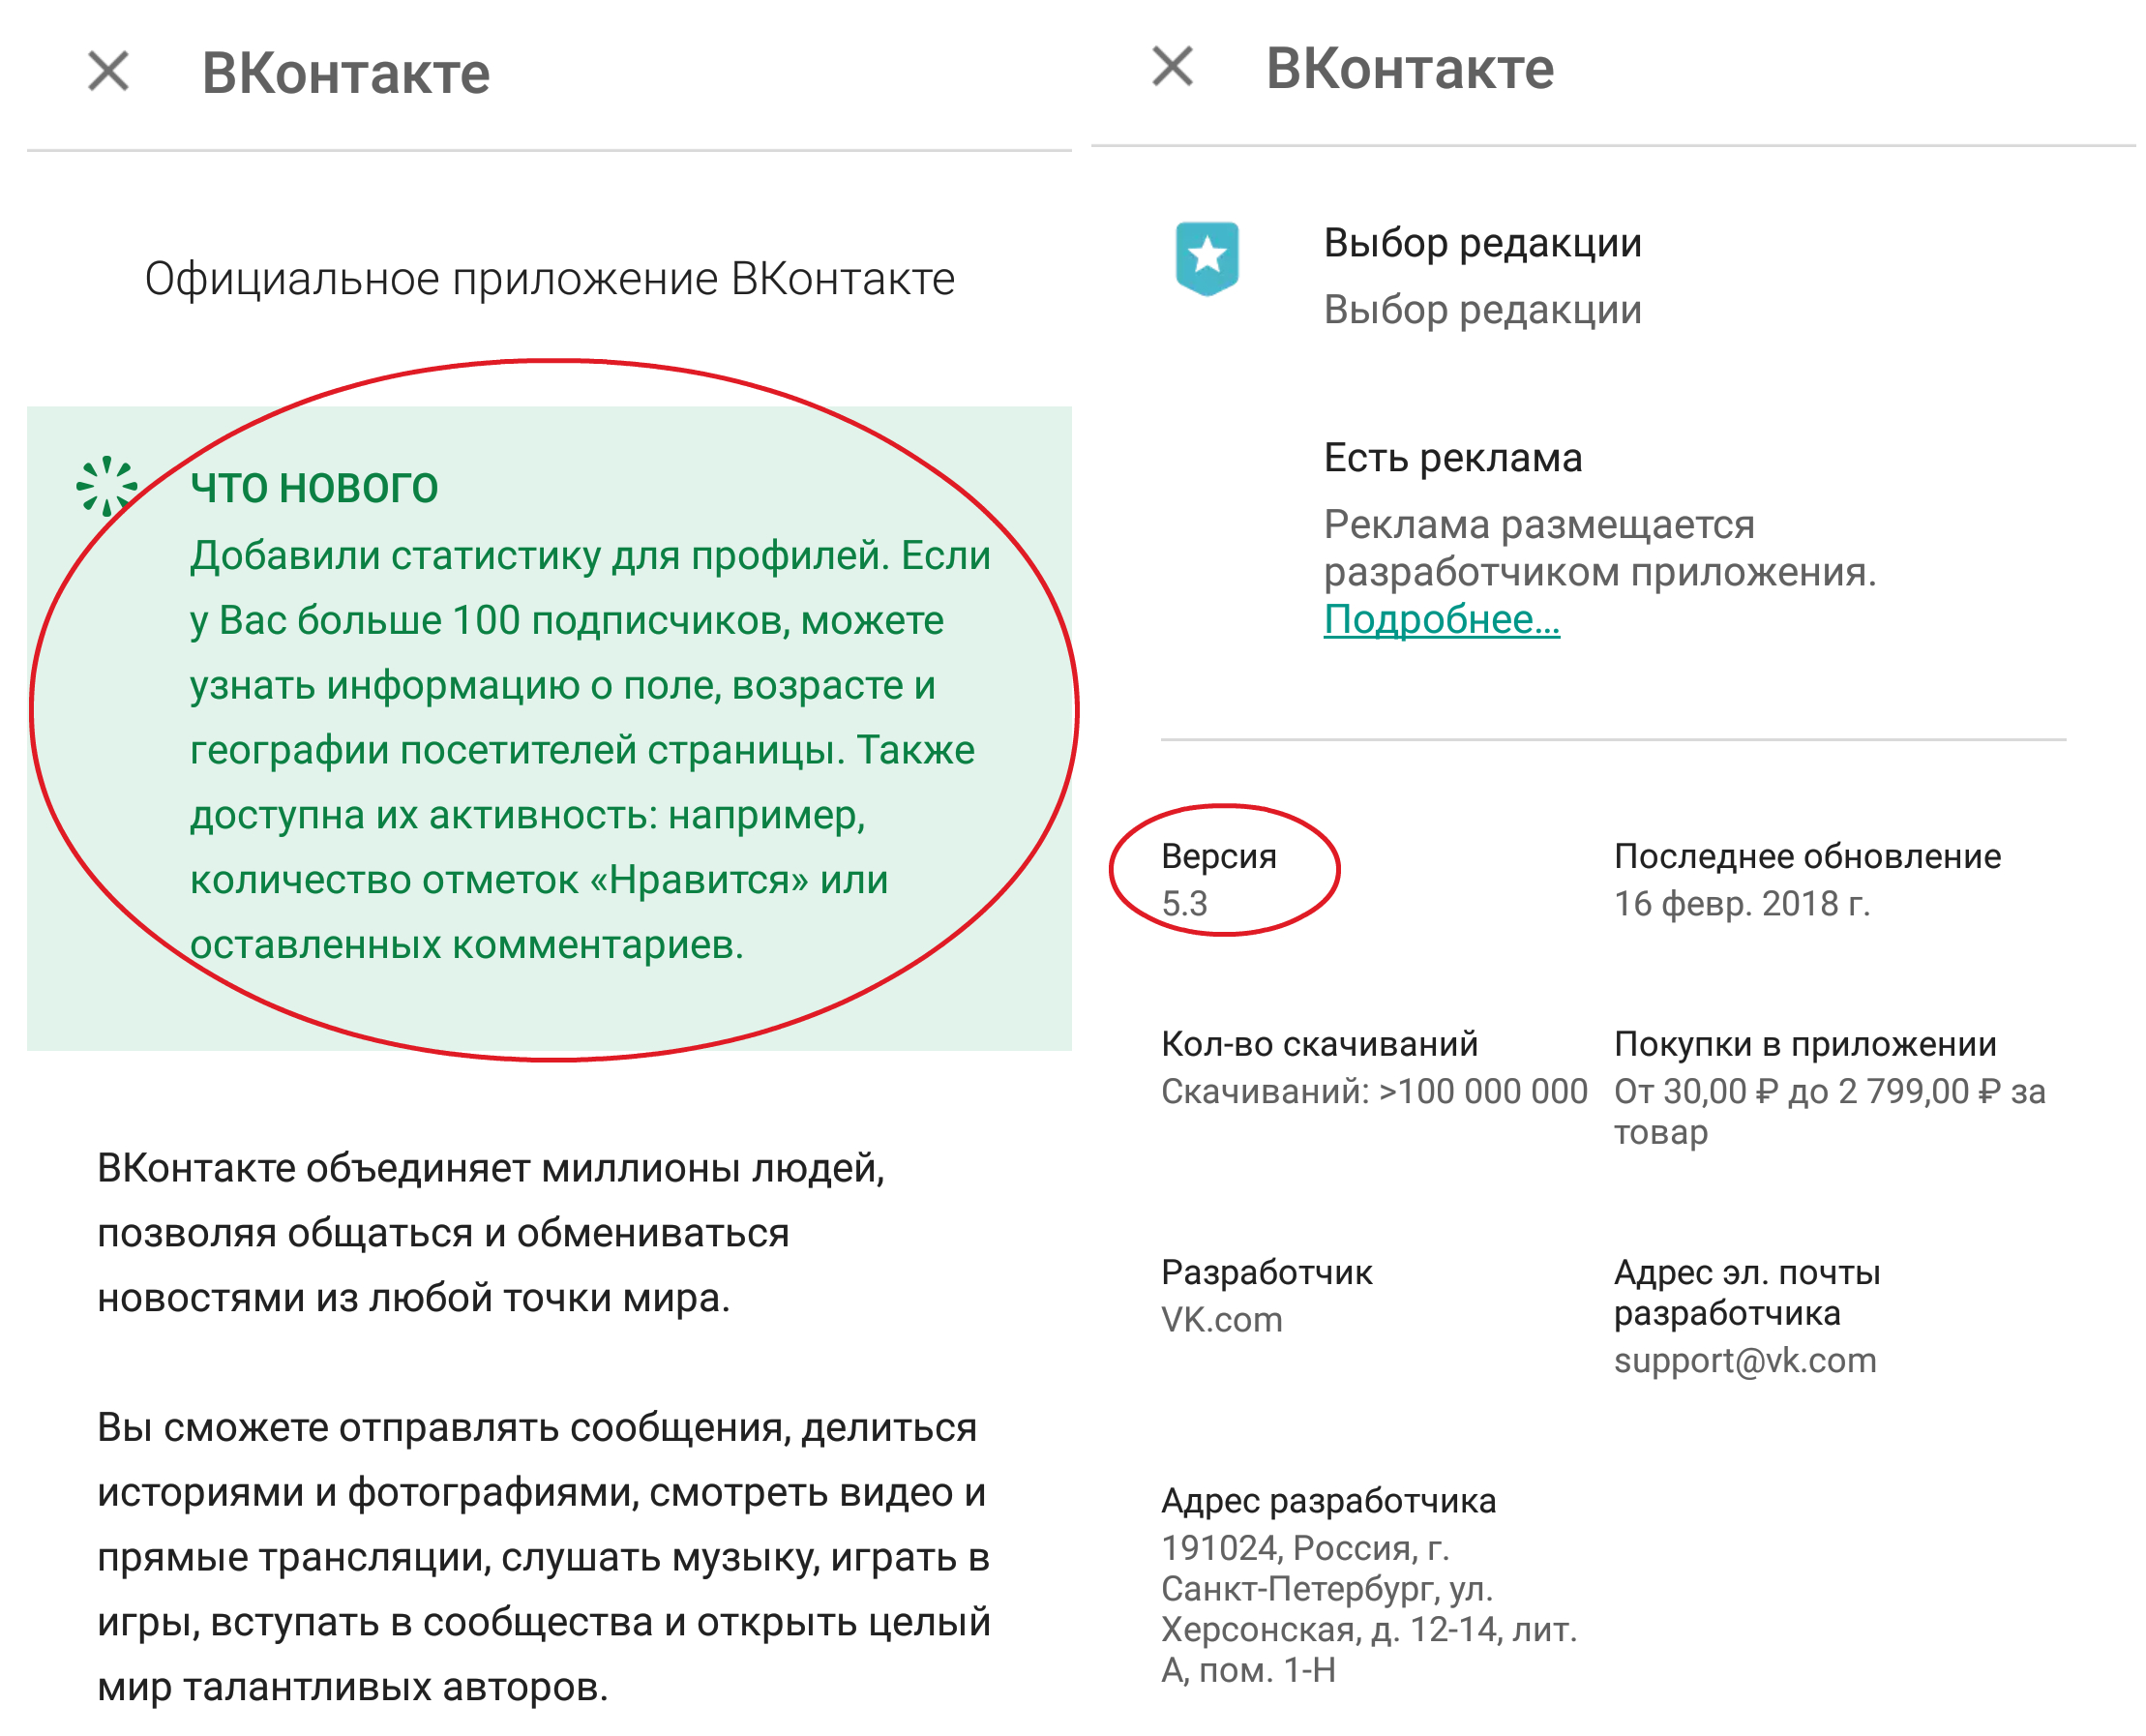 ВКонтакте
Официальное приложение ВКонтакте
ЧТО НОВОГО
Добавили статистику для профилей. Если
у Вас больше 100 подписчиков, можете
узнать информацию о поле, возрасте и
географии посетителей страницы. Также
доступна их активность: например,
количество отметок «Нравится» или
оставленных комментариев.
ВКонтакте объединяет миллионы людей,
позволяя общаться и обмениваться
новостями из любой точки мира.
Вы сможете отправлять сообщения, делиться
историями и фотографиями, смотреть видео и
прямые трансляции, слушать музыку, играть в
игры, вступать в сообщества и открыть целый
мир талантливых авторов.
ВКонтакте
Выбор редакции
Выбор редакции
Есть реклама
Реклама размещается
разработчиком приложения.
Подробнее...
Версия
5.3
Последнее обновление
16 февр. 2018 г.
Кол-во скачиваний
Скачиваний: >100 000 000
Покупки в приложении
От 30,00 ₽ до 2 799,00 ₽ за
товар
Разработчик
VK.com
Адрес эл. почты
разработчика
support@vk.com
Адрес разработчика
191024, Россия, г.
Санкт-Петербург, ул.
Херсонская, д. 12-14, лит.
А, пом. 1-Н